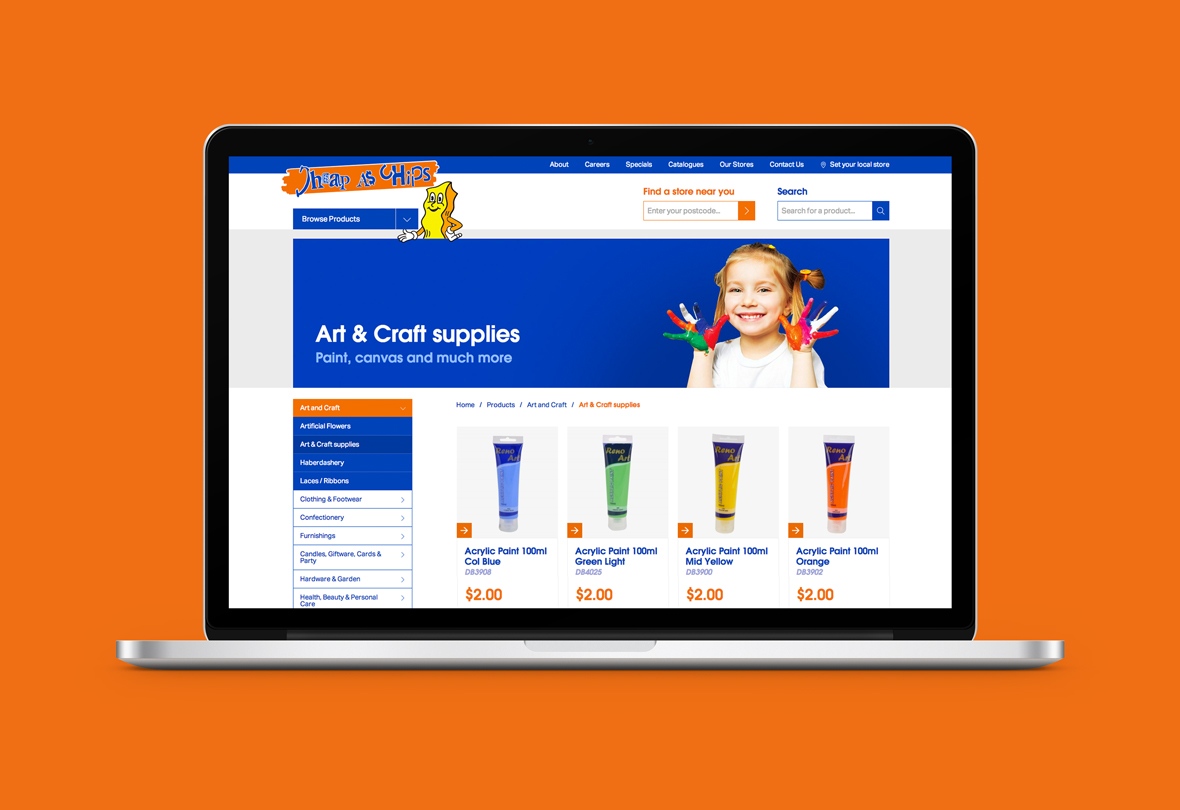 About Careers Specials Catalogues Our Stores Contact Us Set your local store
Cheap As Chips
Find a store near you Search
Enter your postcode... Search for a product...
Browse Products
Art & Craft supplies
Paint, canvas and much more
Home / Products / Art and Craft / Art & Craft supplies
Art and Craft
Artificial Flowers
Art & Craft supplies
Haberdashery
Laces / Ribbons
Clothing & Footwear
Confectionery
Furnishings
Candles, Giftware, Cards &
Party
Hardware & Garden
Health, Beauty & Personal
Care
Reno
Art
Acrylic Paint 100ml
Col Blue
DB3908
$2.00
Reno
Art
Acrylic Paint 100ml
Green Light
DB4025
$2.00
Reno
Art
Acrylic Paint 100ml
Mid Yellow
DB3900
$2.00
Reno
Art
Acrylic Paint 100ml
Orange
DB3902
$2.00